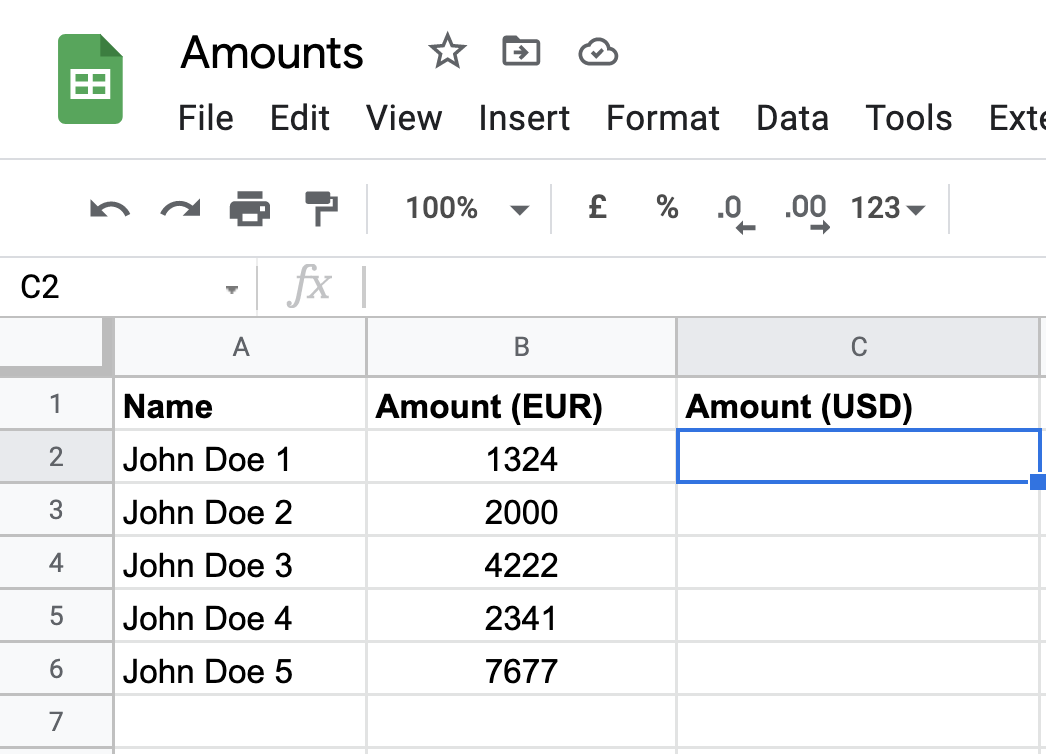 Amounts
File Edit View Insert Format Data Tools Exte
100% £ % .0 .00 123
C2 fx
A B C
1 Name Amount (EUR) Amount (USD)
2 John Doe 1 1324
3 John Doe 2 2000
4 John Doe 3 4222
5 John Doe 4 2341
6 John Doe 5 7677
7